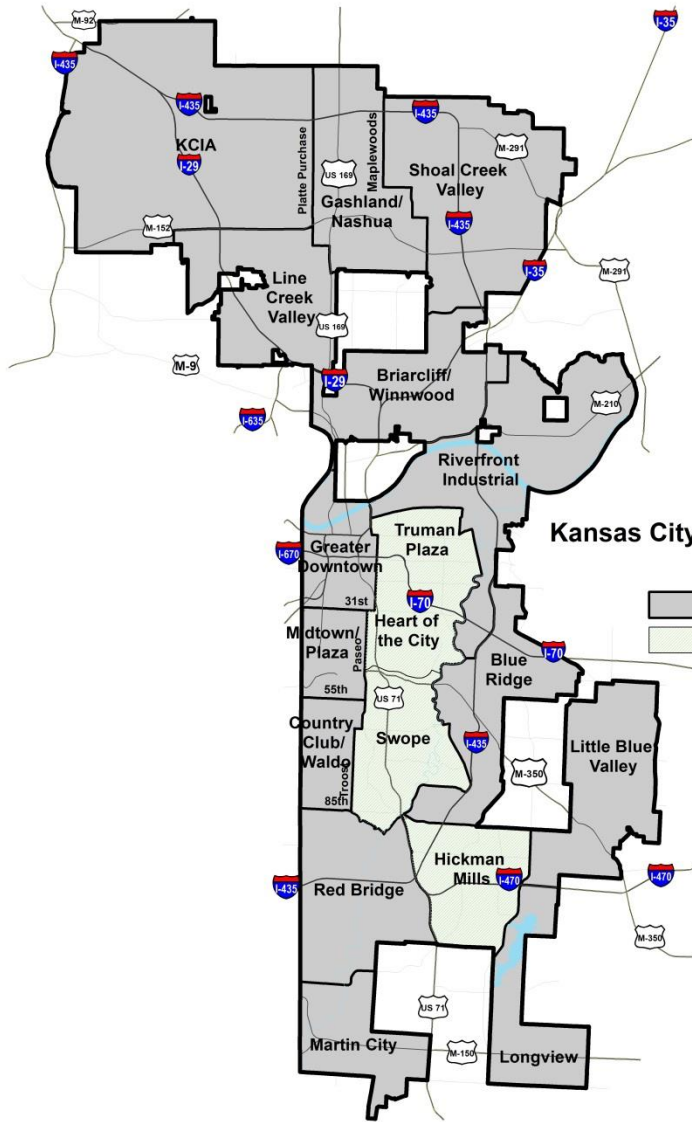 M-92
I-35
I-435
I-435
I-435
KCIA
I-29
Platte Purchase
US 169
Maplewoods
M-291
Shoal Creek
Valley
Gashland/
Nashua
M-152
I-435
I-35
M-291
Line
Creek
Valley
US 169
M-9
I-29
Briarcliff/
Winnwood
M-210
I-635
Riverfront
Industrial
Truman
Plaza
Kansas City
I-670
Greater
Downtown
31st
I-70
Heart of
the City
Midtown/
Plaza
Paseo
Blue
Ridge
I-70
55th
US 71
Country
Club/
Waldo
Troost
85th
Swope
I-435
M-350
Little Blue
Valley
Hickman
Mills
I-435
Red Bridge
I-470
I-470
M-350
US 71
Martin City
M-150
Longview